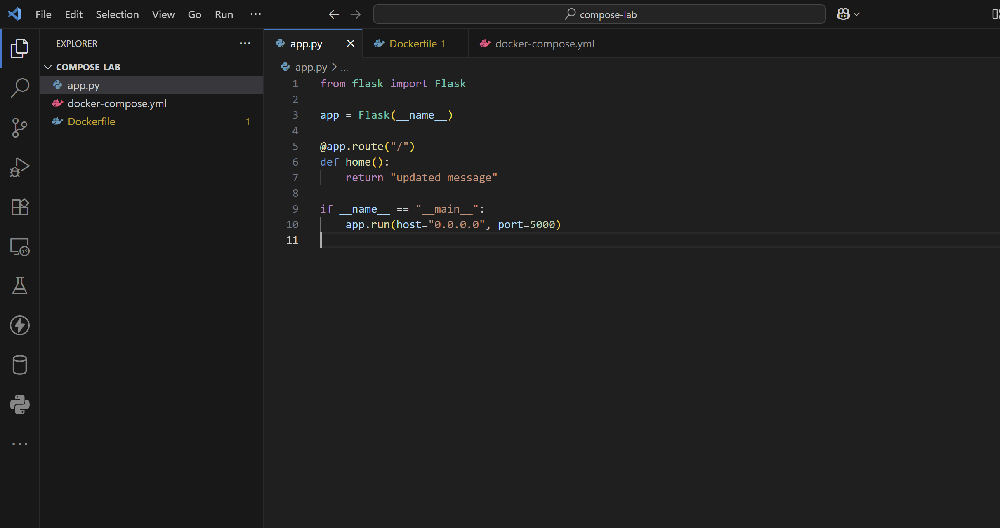 File Edit Selection View Go Run ···
compose-lab
EXPLORER ···
COMPOSE-LAB
app.py
docker-compose.yml
Dockerfile 1
app.py Dockerfile 1 docker-compose.yml
app.py > ...
1 from flask import Flask
2
3 app = Flask(__name__)
4
5 @app.route("/")
6 def home():
7     return "updated message"
8
9 if __name__ == "__main__":
10     app.run(host="0.0.0.0", port=5000)
11